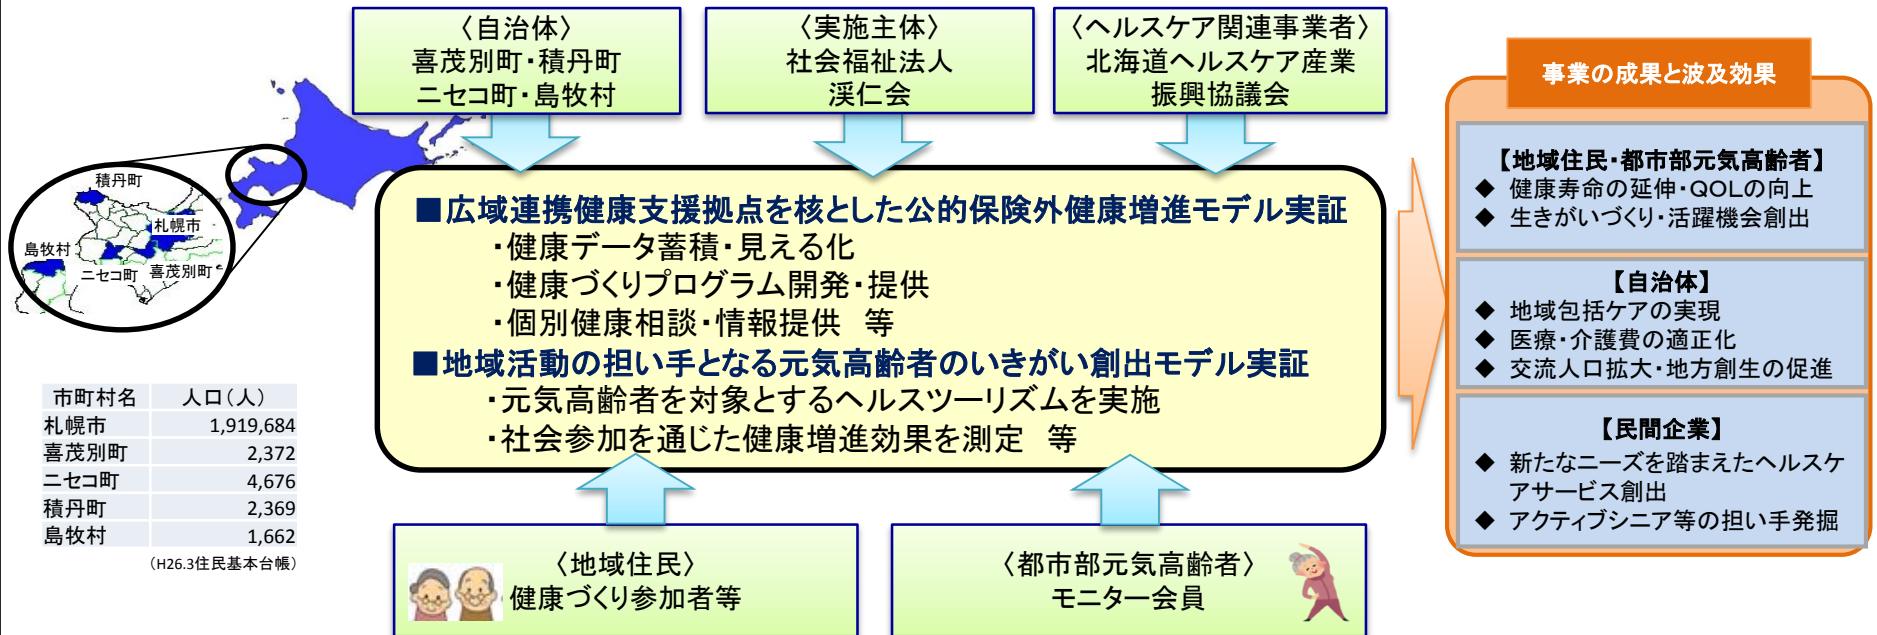 〈自治体〉
喜茂別町・積丹町
ニセコ町・島牧村
〈実施主体〉
社会福祉法人
渓仁会
〈ヘルスケア関連事業者〉
北海道ヘルスケア産業
振興協議会
積丹町
札幌市
島牧村
ニセコ町
喜茂別町
市町村名 人口(人)
札幌市 1,919,684
喜茂別町 2,372
ニセコ町 4,676
積丹町 2,369
島牧村 1,662
(H26.3住民基本台帳)
■広域連携健康支援拠点を核とした公的保険外健康増進モデル実証
・健康データ蓄積・見える化
・健康づくりプログラム開発・提供
・個別健康相談・情報提供 等
■地域活動の担い手となる元気高齢者のいきがい創出モデル実証
・元気高齢者を対象とするヘルスツーリズムを実施
・社会参加を通じた健康増進効果を測定 等
〈地域住民〉
健康づくり参加者等
〈都市部元気高齢者〉
モニター会員
事業の成果と波及効果
【地域住民・都市部元気高齢者】
◆ 健康寿命の延伸・QOLの向上
◆ 生きがいづくり・活躍機会創出
【自治体】
◆ 地域包括ケアの実現
◆ 医療・介護費の適正化
◆ 交流人口拡大・地方創生の促進
【民間企業】
◆ 新たなニーズを踏まえたヘルスケ
アサービス創出
◆ アクティブシニア等の担い手発掘